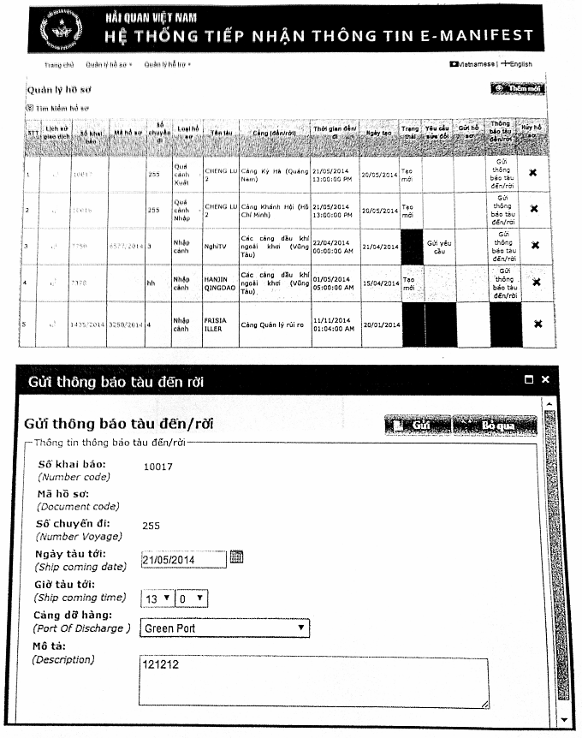 HẢI QUAN VIỆT NAM
HỆ THỐNG TIẾP NHẬN THÔNG TIN E-MANIFEST
Trang chủ Quản lý hồ sơ Quản lý hỗ trợ Vietnamese | English
Quản lý hồ sơ Thêm mới
Tìm kiếm hồ sơ
STT Lịch sử giao dịch Số khai báo Mã hồ sơ Số chuyến đi Loại hồ sơ Tên tàu Cảng (đến/rời) Thời gian đến/đi Ngày tạo Trạng thái Yêu cầu sửa đổi Gửi hồ sơ Thông báo tàu đến/rời Hủy hồ sơ
1 10017 255 Quá cảnh Xuất CHENG LU 2 Cảng Kỳ Hà (Quảng Nam) 21/05/2014 13:00:00 PM 20/05/2014 Tạo mới Gửi thông báo tàu đến/rời
2 255 Quá cảnh Nhập CHENG LU 2 Cảng Khánh Hội (Hồ Chí Minh) 21/05/2014 13:00:00 PM 20/05/2014 Tạo mới Gửi thông báo tàu đến/rời
3 3 Nhập cảnh NghiTV Các cảng dầu khí ngoài khơi (Vũng Tàu) 22/04/2014 00:00:00 AM 21/04/2014 Gửi yêu cầu Gửi thông báo tàu đến/rời
4 hh Nhập cảnh HANJIN QINGDAO Các cảng dầu khí ngoài khơi (Vũng Tàu) 01/05/2014 05:00:00 AM 15/04/2014 Tạo mới Gửi thông báo tàu đến/rời
5 1435/2014 3258/2014 4 Nhập cảnh FRISIA ILLER Cảng Quản lý rủi ro 11/11/2014 01:04:00 AM 20/01/2014
Gửi thông báo tàu đến rời
Gửi thông báo tàu đến/rời Gửi Bỏ qua
Thông tin thông báo tàu đến/rời
Số khai báo: 10017
(Number code)
Mã hồ sơ:
(Document code)
Số chuyến đi: 255
(Number Voyage)
Ngày tàu tới: 21/05/2014
(Ship coming date)
Giờ tàu tới: 13 0
(Ship coming time)
Cảng dỡ hàng: Green Port
(Port Of Discharge )
Mô tả: 121212
(Description)